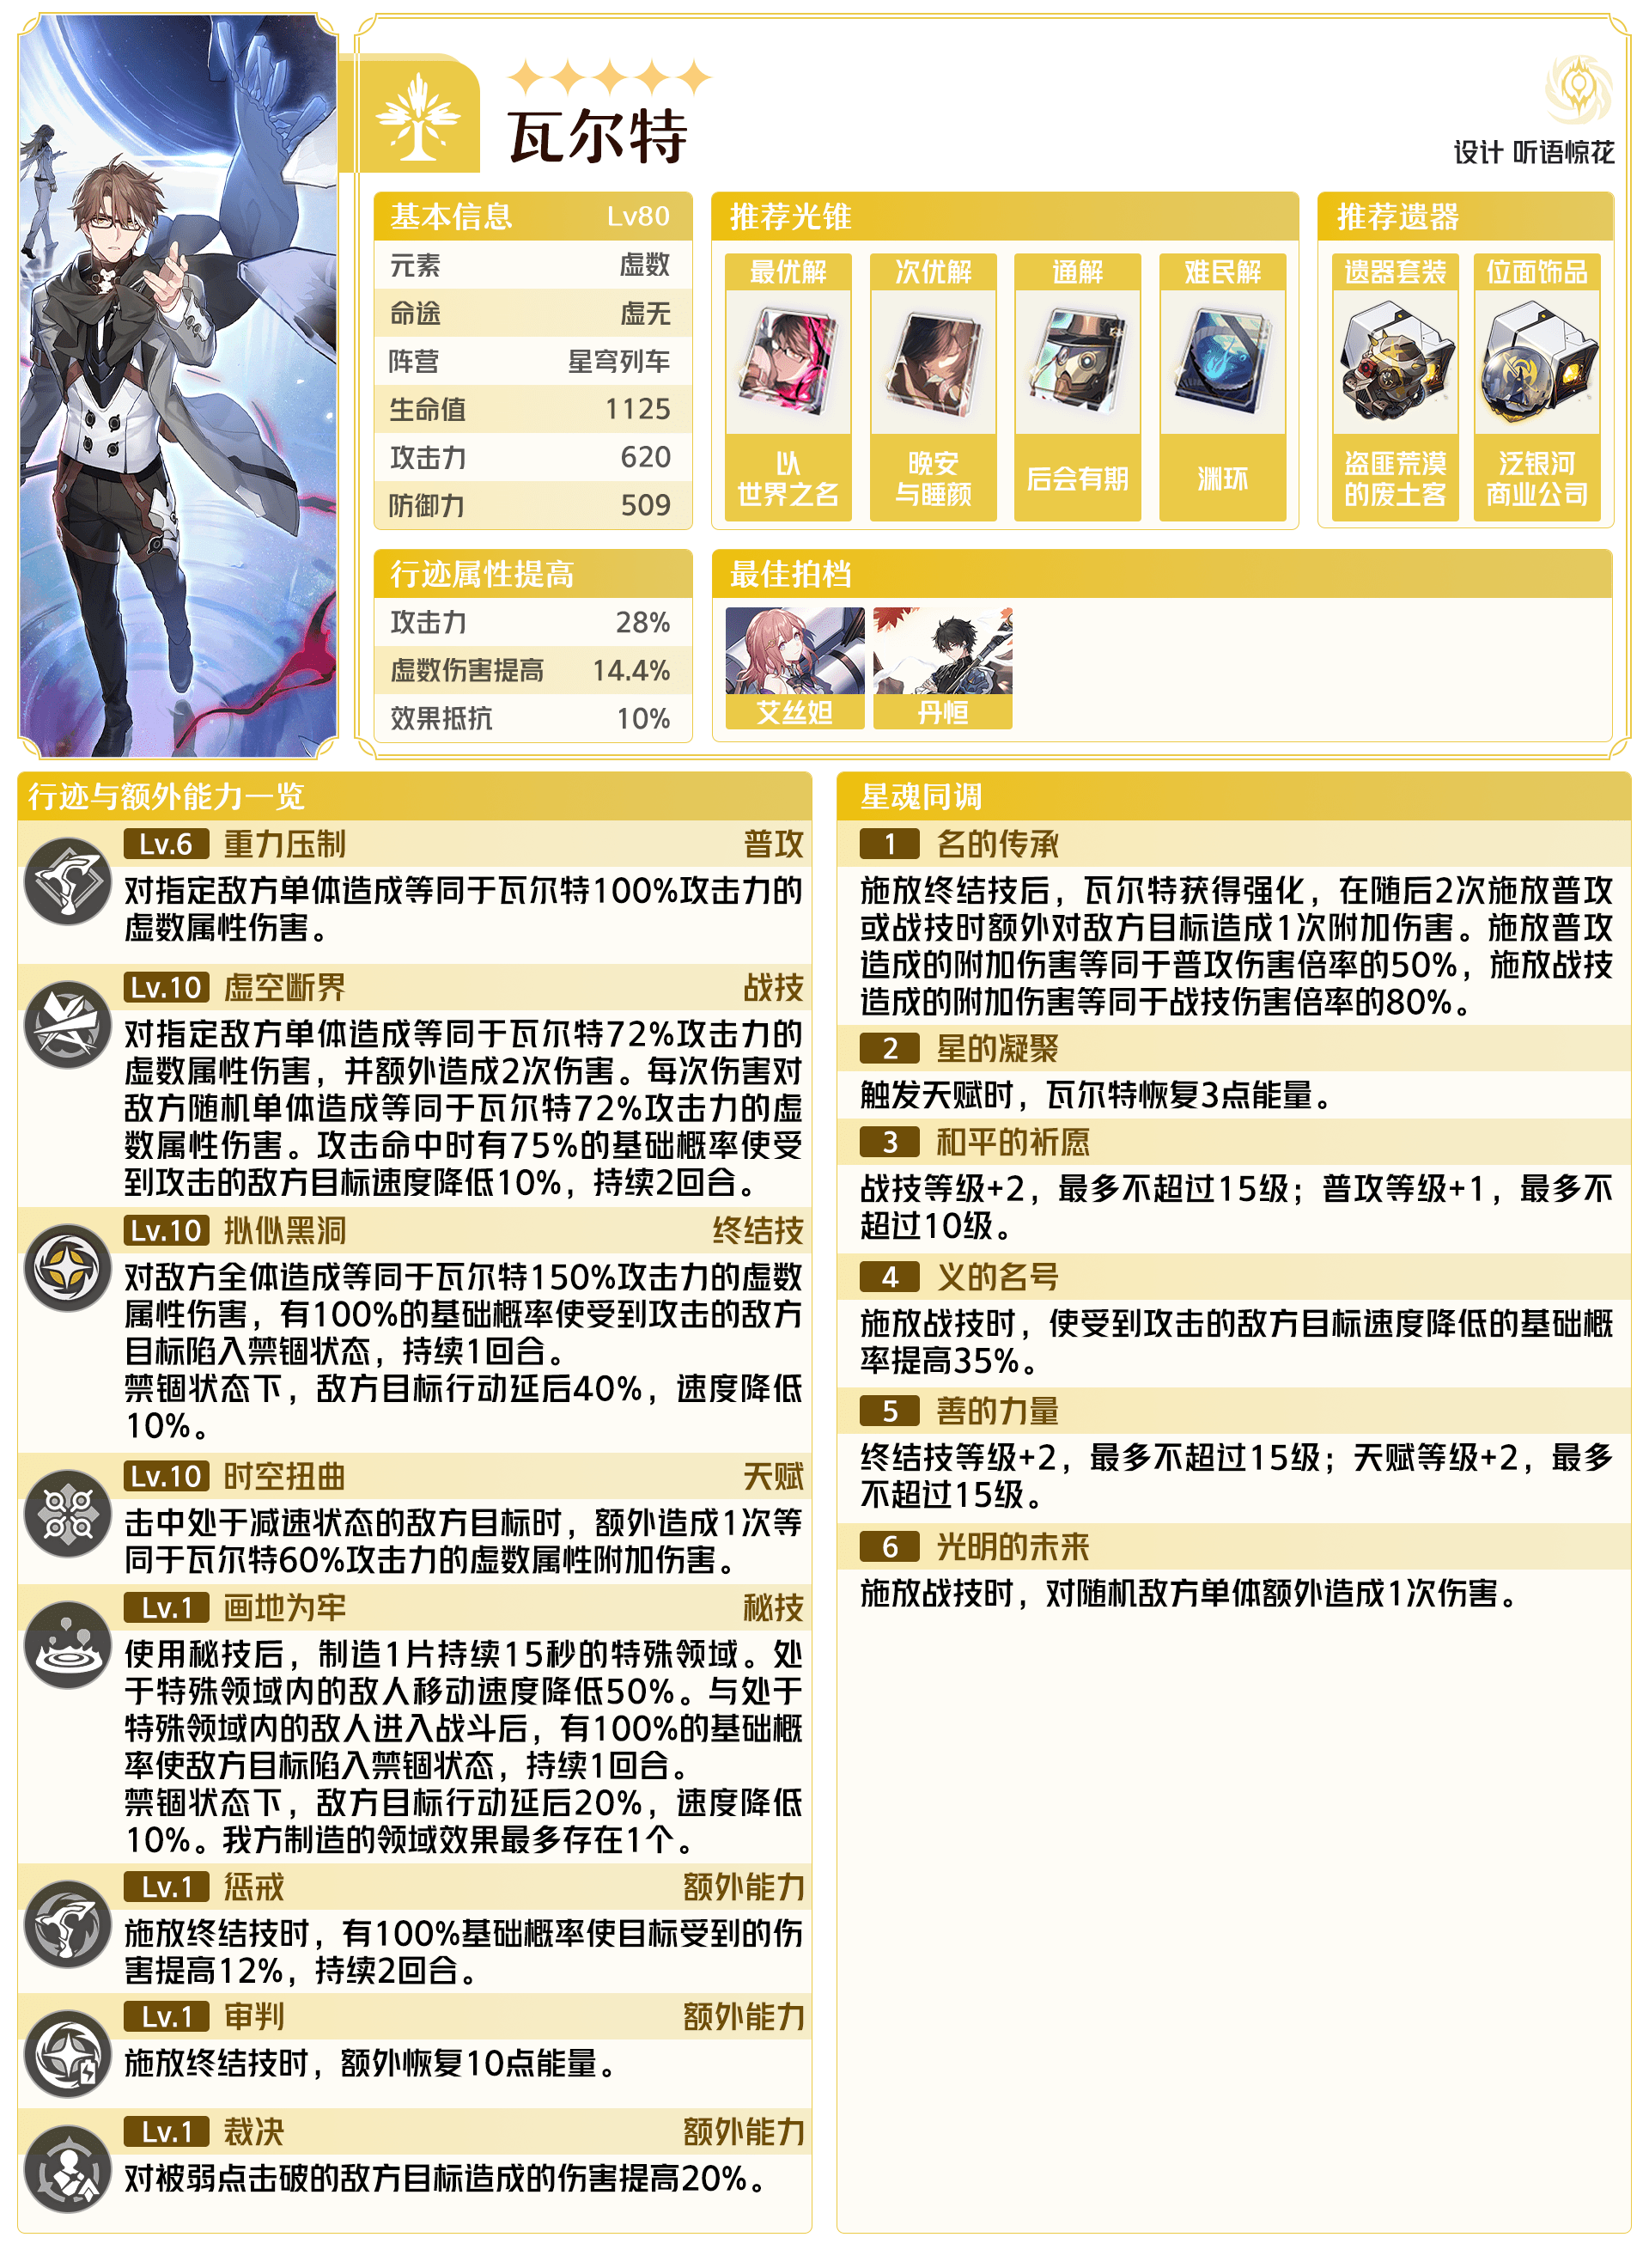 瓦尔特
设计 听语惊花
基本信息 Lv80
元素 虚数
命途 虚无
阵营 星穹列车
生命值 1125
攻击力 620
防御力 509
推荐光锥
最优解
以
世界之名
次优解
晚安
与睡颜
通解
后会有期
难民解
渊环
推荐遗器
遗器套装
盗匪荒漠
的废土客
位面饰品
泛银河
商业公司
行迹属性提高
攻击力 28%
虚数伤害提高 14.4%
效果抵抗 10%
最佳拍档
艾丝妲
丹恒
行迹与额外能力一览
Lv.6 重力压制 普攻
对指定敌方单体造成等同于瓦尔特100%攻击力的
虚数属性伤害。
Lv.10 虚空断界 战技
对指定敌方单体造成等同于瓦尔特72%攻击力的
虚数属性伤害，并额外造成2次伤害。每次伤害对
敌方随机单体造成等同于瓦尔特72%攻击力的虚
数属性伤害。攻击命中时有75%的基础概率使受
到攻击的敌方目标速度降低10%，持续2回合。
Lv.10 拟似黑洞 终结技
对敌方全体造成等同于瓦尔特150%攻击力的虚数
属性伤害，有100%的基础概率使受到攻击的敌方
目标陷入禁锢状态，持续1回合。
禁锢状态下，敌方目标行动延后40%，速度降低
10%。
Lv.10 时空扭曲 天赋
击中处于减速状态的敌方目标时，额外造成1次等
同于瓦尔特60%攻击力的虚数属性附加伤害。
Lv.1 画地为牢 秘技
使用秘技后，制造1片持续15秒的特殊领域。处
于特殊领域内的敌人移动速度降低50%。与处于
特殊领域内的敌人进入战斗后，有100%的基础概
率使敌方目标陷入禁锢状态，持续1回合。
禁锢状态下，敌方目标行动延后20%，速度降低
10%。我方制造的领域效果最多存在1个。
Lv.1 惩戒 额外能力
施放终结技时，有100%基础概率使目标受到的伤
害提高12%，持续2回合。
Lv.1 审判 额外能力
施放终结技时，额外恢复10点能量。
Lv.1 裁决 额外能力
对被弱点击破的敌方目标造成的伤害提高20%。
星魂同调
1 名的传承
施放终结技后，瓦尔特获得强化，在随后2次施放普攻
或战技时额外对敌方目标造成1次附加伤害。施放普攻
造成的附加伤害等同于普攻伤害倍率的50%，施放战技
造成的附加伤害等同于战技伤害倍率的80%。
2 星的凝聚
触发天赋时，瓦尔特恢复3点能量。
3 和平的祈愿
战技等级+2，最多不超过15级；普攻等级+1，最多不
超过10级。
4 义的名号
施放战技时，使受到攻击的敌方目标速度降低的基础概
率提高35%。
5 善的力量
终结技等级+2，最多不超过15级；天赋等级+2，最多
不超过15级。
6 光明的未来
施放战技时，对随机敌方单体额外造成1次伤害。